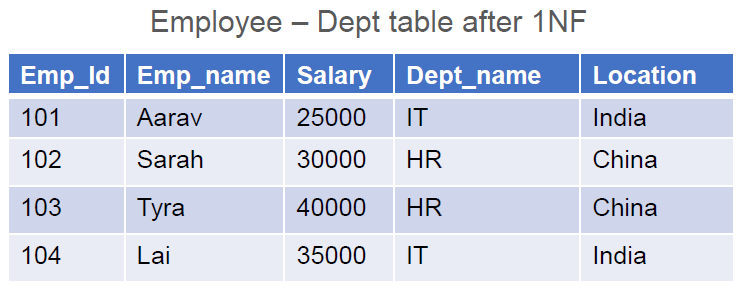 Employee – Dept table after 1NF
Emp_Id Emp_name Salary Dept_name Location
101 Aarav 25000 IT India
102 Sarah 30000 HR China
103 Tyra 40000 HR China
104 Lai 35000 IT India